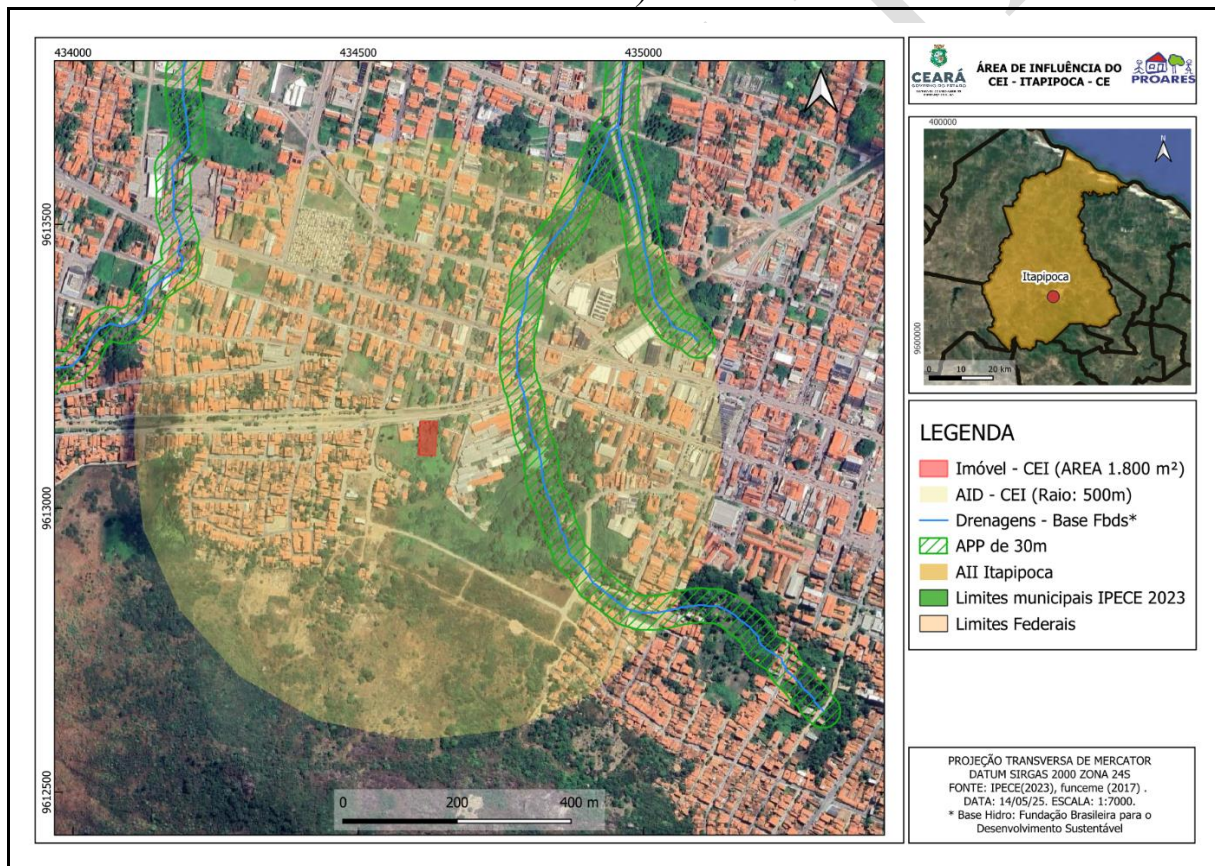 434000
434500
435000
9613500
9613000
9612500
0 200 400 m
CEARÁ
GOVERNO DO ESTADO
ÁREA DE INFLUÊNCIA DO
CEI - ITAPIPOCA - CE
PROARES
400000
N
Itapipoca
9600000
0 10 20 km
LEGENDA
Imóvel - CEI (AREA 1.800 m²)
AID - CEI (Raio: 500m)
Drenagens - Base Fbds*
APP de 30m
AII Itapipoca
Limites municipais IPECE 2023
Limites Federais
PROJEÇÃO TRANSVERSA DE MERCATOR
DATUM SIRGAS 2000 ZONA 24S
FONTE: IPECE(2023), funceme (2017) .
DATA: 14/05/25. ESCALA: 1:7000.
* Base Hidro: Fundação Brasileira para o
Desenvolvimento Sustentável